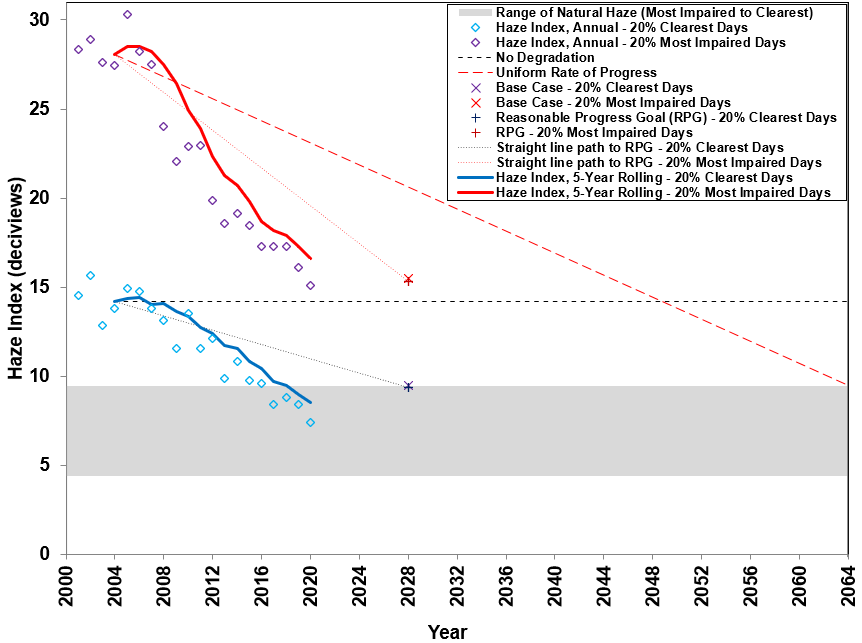 30
25
20
15
10
5
0
Haze Index (deciviews)
Range of Natural Haze (Most Impaired to Clearest)
Haze Index, Annual - 20% Clearest Days
Haze Index, Annual - 20% Most Impaired Days
No Degradation
Uniform Rate of Progress
Base Case - 20% Clearest Days
Base Case - 20% Most Impaired Days
Reasonable Progress Goal (RPG) - 20% Clearest Days
RPG - 20% Most Impaired Days
Straight line path to RPG - 20% Clearest Days
Straight line path to RPG - 20% Most Impaired Days
Haze Index, 5-Year Rolling - 20% Clearest Days
Haze Index, 5-Year Rolling - 20% Most Impaired Days
2000
2004
2008
2012
2016
2020
2024
2028
2032
2036
2040
2044
2048
2052
2056
2060
2064
Year